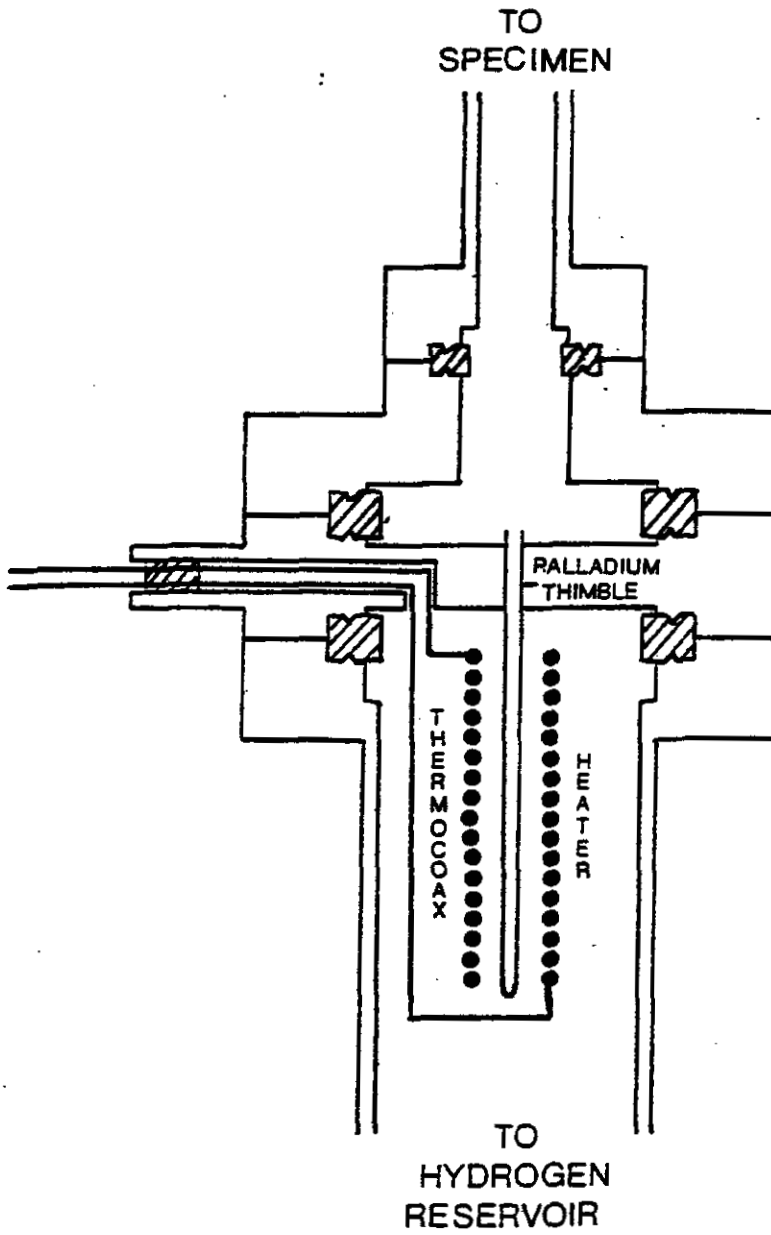 TO
SPECIMEN
PALLADIUM
THIMBLE
THERMOCOAX
HEATER
TO
HYDROGEN
RESERVOIR